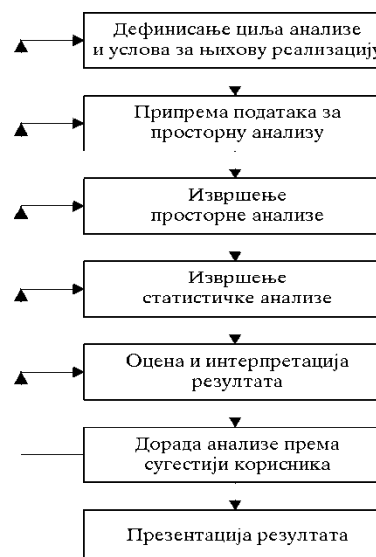 Дефинисање циља анализе
и услова за њихову реализацију
Припрема података за
просторну анализу
Извршење
просторне анализе
Извршење
статистичке анализе
Оцена и интерпретација
резултата
Дорада анализе према
сугестији корисника
Презентација резултата